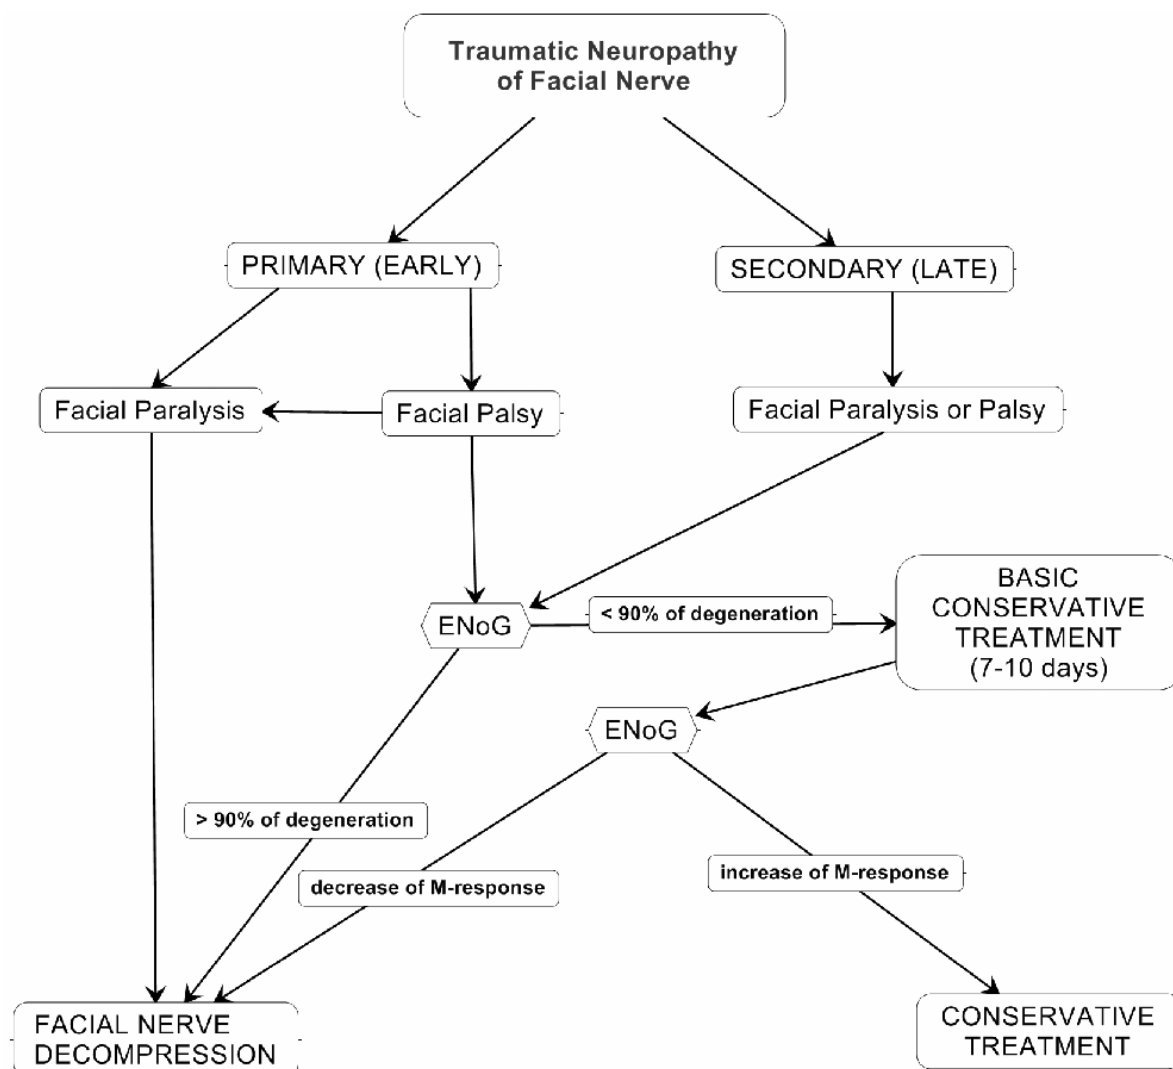 Traumatic Neuropathy
of Facial Nerve
PRIMARY (EARLY)
SECONDARY (LATE)
Facial Paralysis
Facial Palsy
Facial Paralysis or Palsy
ENoG
< 90% of degeneration
BASIC
CONSERVATIVE
TREATMENT
(7-10 days)
ENoG
> 90% of degeneration
decrease of M-response
increase of M-response
FACIAL NERVE
DECOMPRESSION
CONSERVATIVE
TREATMENT